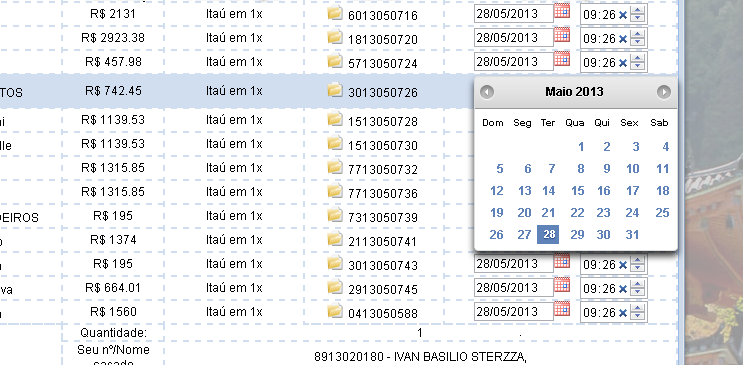 R$ 2131 Itaú em 1x 6013050716 28/05/2013 09:26
R$ 2923.38 Itaú em 1x 1813050720 28/05/2013 09:26
R$ 457.98 Itaú em 1x 5713050724 28/05/2013 09:26
TOS R$ 742.45 Itaú em 1x 3013050726
Maio 2013
Dom Seg Ter Qua Qui Sex Sab
1 2 3 4
5 6 7 8 9 10 11
12 13 14 15 16 17 18
19 20 21 22 23 24 25
26 27 28 29 30 31
R$ 1139.53 Itaú em 1x 1513050728
lle R$ 1139.53 Itaú em 1x 1513050730
R$ 1315.85 Itaú em 1x 7713050732
R$ 1315.85 Itaú em 1x 7713050736
DEIROS R$ 195 Itaú em 1x 7313050739
R$ 1374 Itaú em 1x 2113050741
R$ 195 Itaú em 1x 3013050743 28/05/2013 09:26
va R$ 664.01 Itaú em 1x 2913050745 28/05/2013 09:26
R$ 1560 Itaú em 1x 0413050588 28/05/2013 09:26
Quantidade: 1 .
Seu nº/Nome
8913020180 - IVAN BASILIO STERZZA,